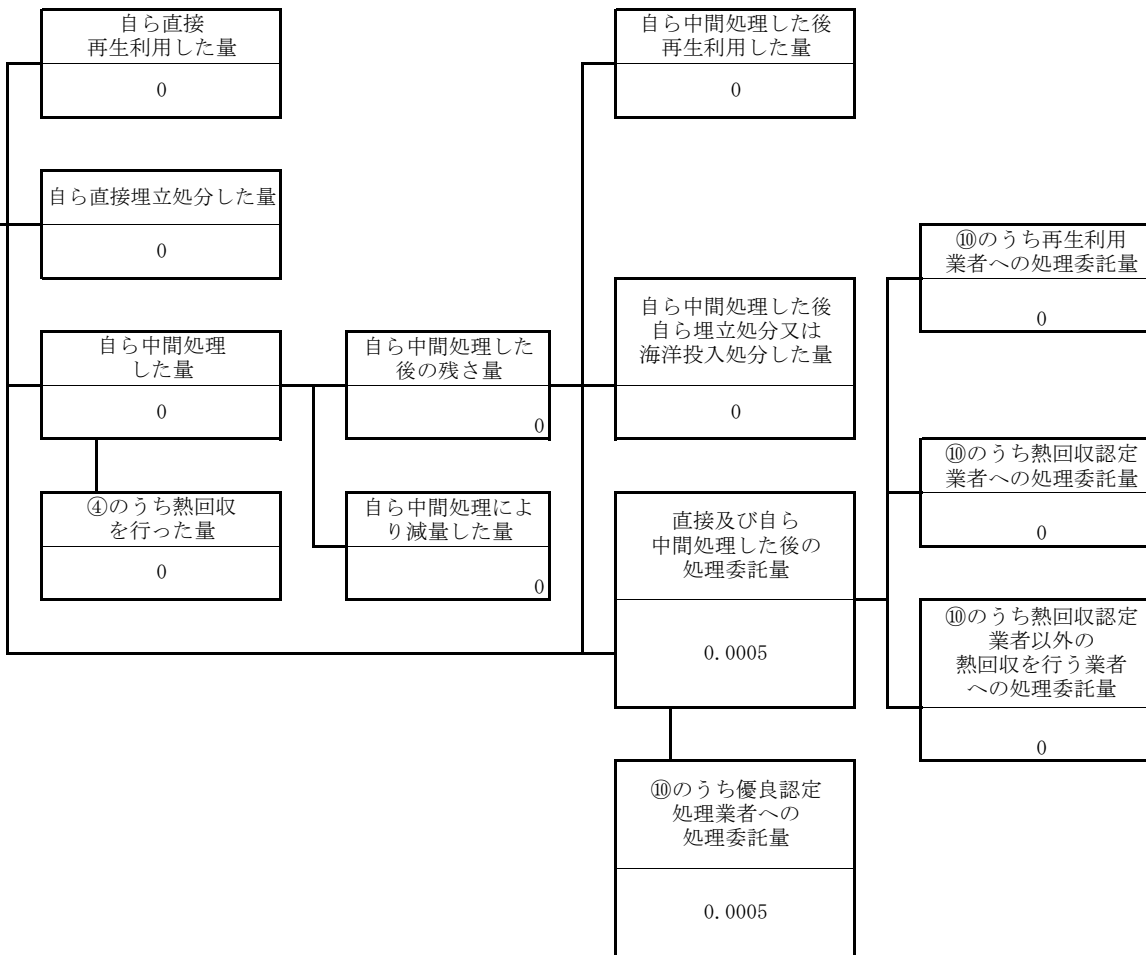 自ら直接
再生利用した量
0
自ら中間処理した後
再生利用した量
0
自ら直接埋立処分した量
0
⑩のうち再生利用
業者への処理委託量
0
自ら中間処理
した量
0
自ら中間処理した
後の残さ量
0
自ら中間処理した後
自ら埋立処分又は
海洋投入処分した量
0
⑩のうち熱回収認定
業者への処理委託量
0
④のうち熱回収
を行った量
0
自ら中間処理によ
り減量した量
0
直接及び自ら
中間処理した後の
処理委託量
0.0005
⑩のうち熱回収認定
業者以外の
熱回収を行う業者
への処理委託量
0
⑩のうち優良認定
処理業者への
処理委託量
0.0005